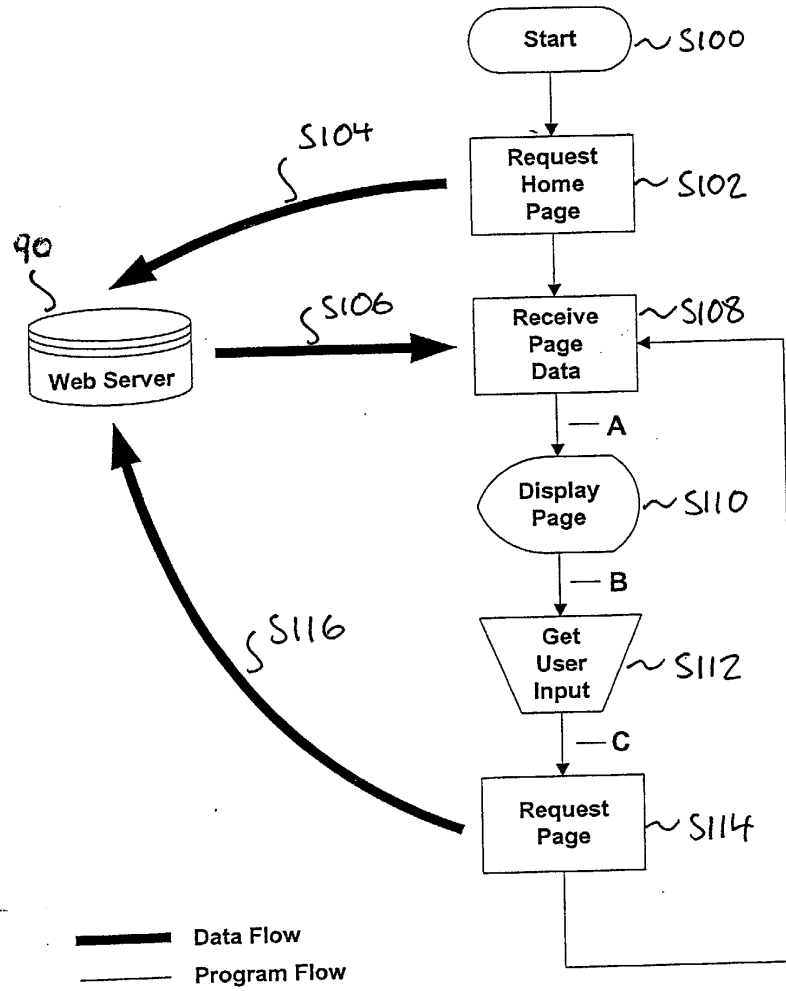 Start
S100
S104
Request
Home
Page
S102
90
S106
Receive
Page
Data
S108
Web Server
A
Display
Page
S110
B
S116
Get
User
Input
S112
C
Request
Page
S114
Data Flow
Program Flow